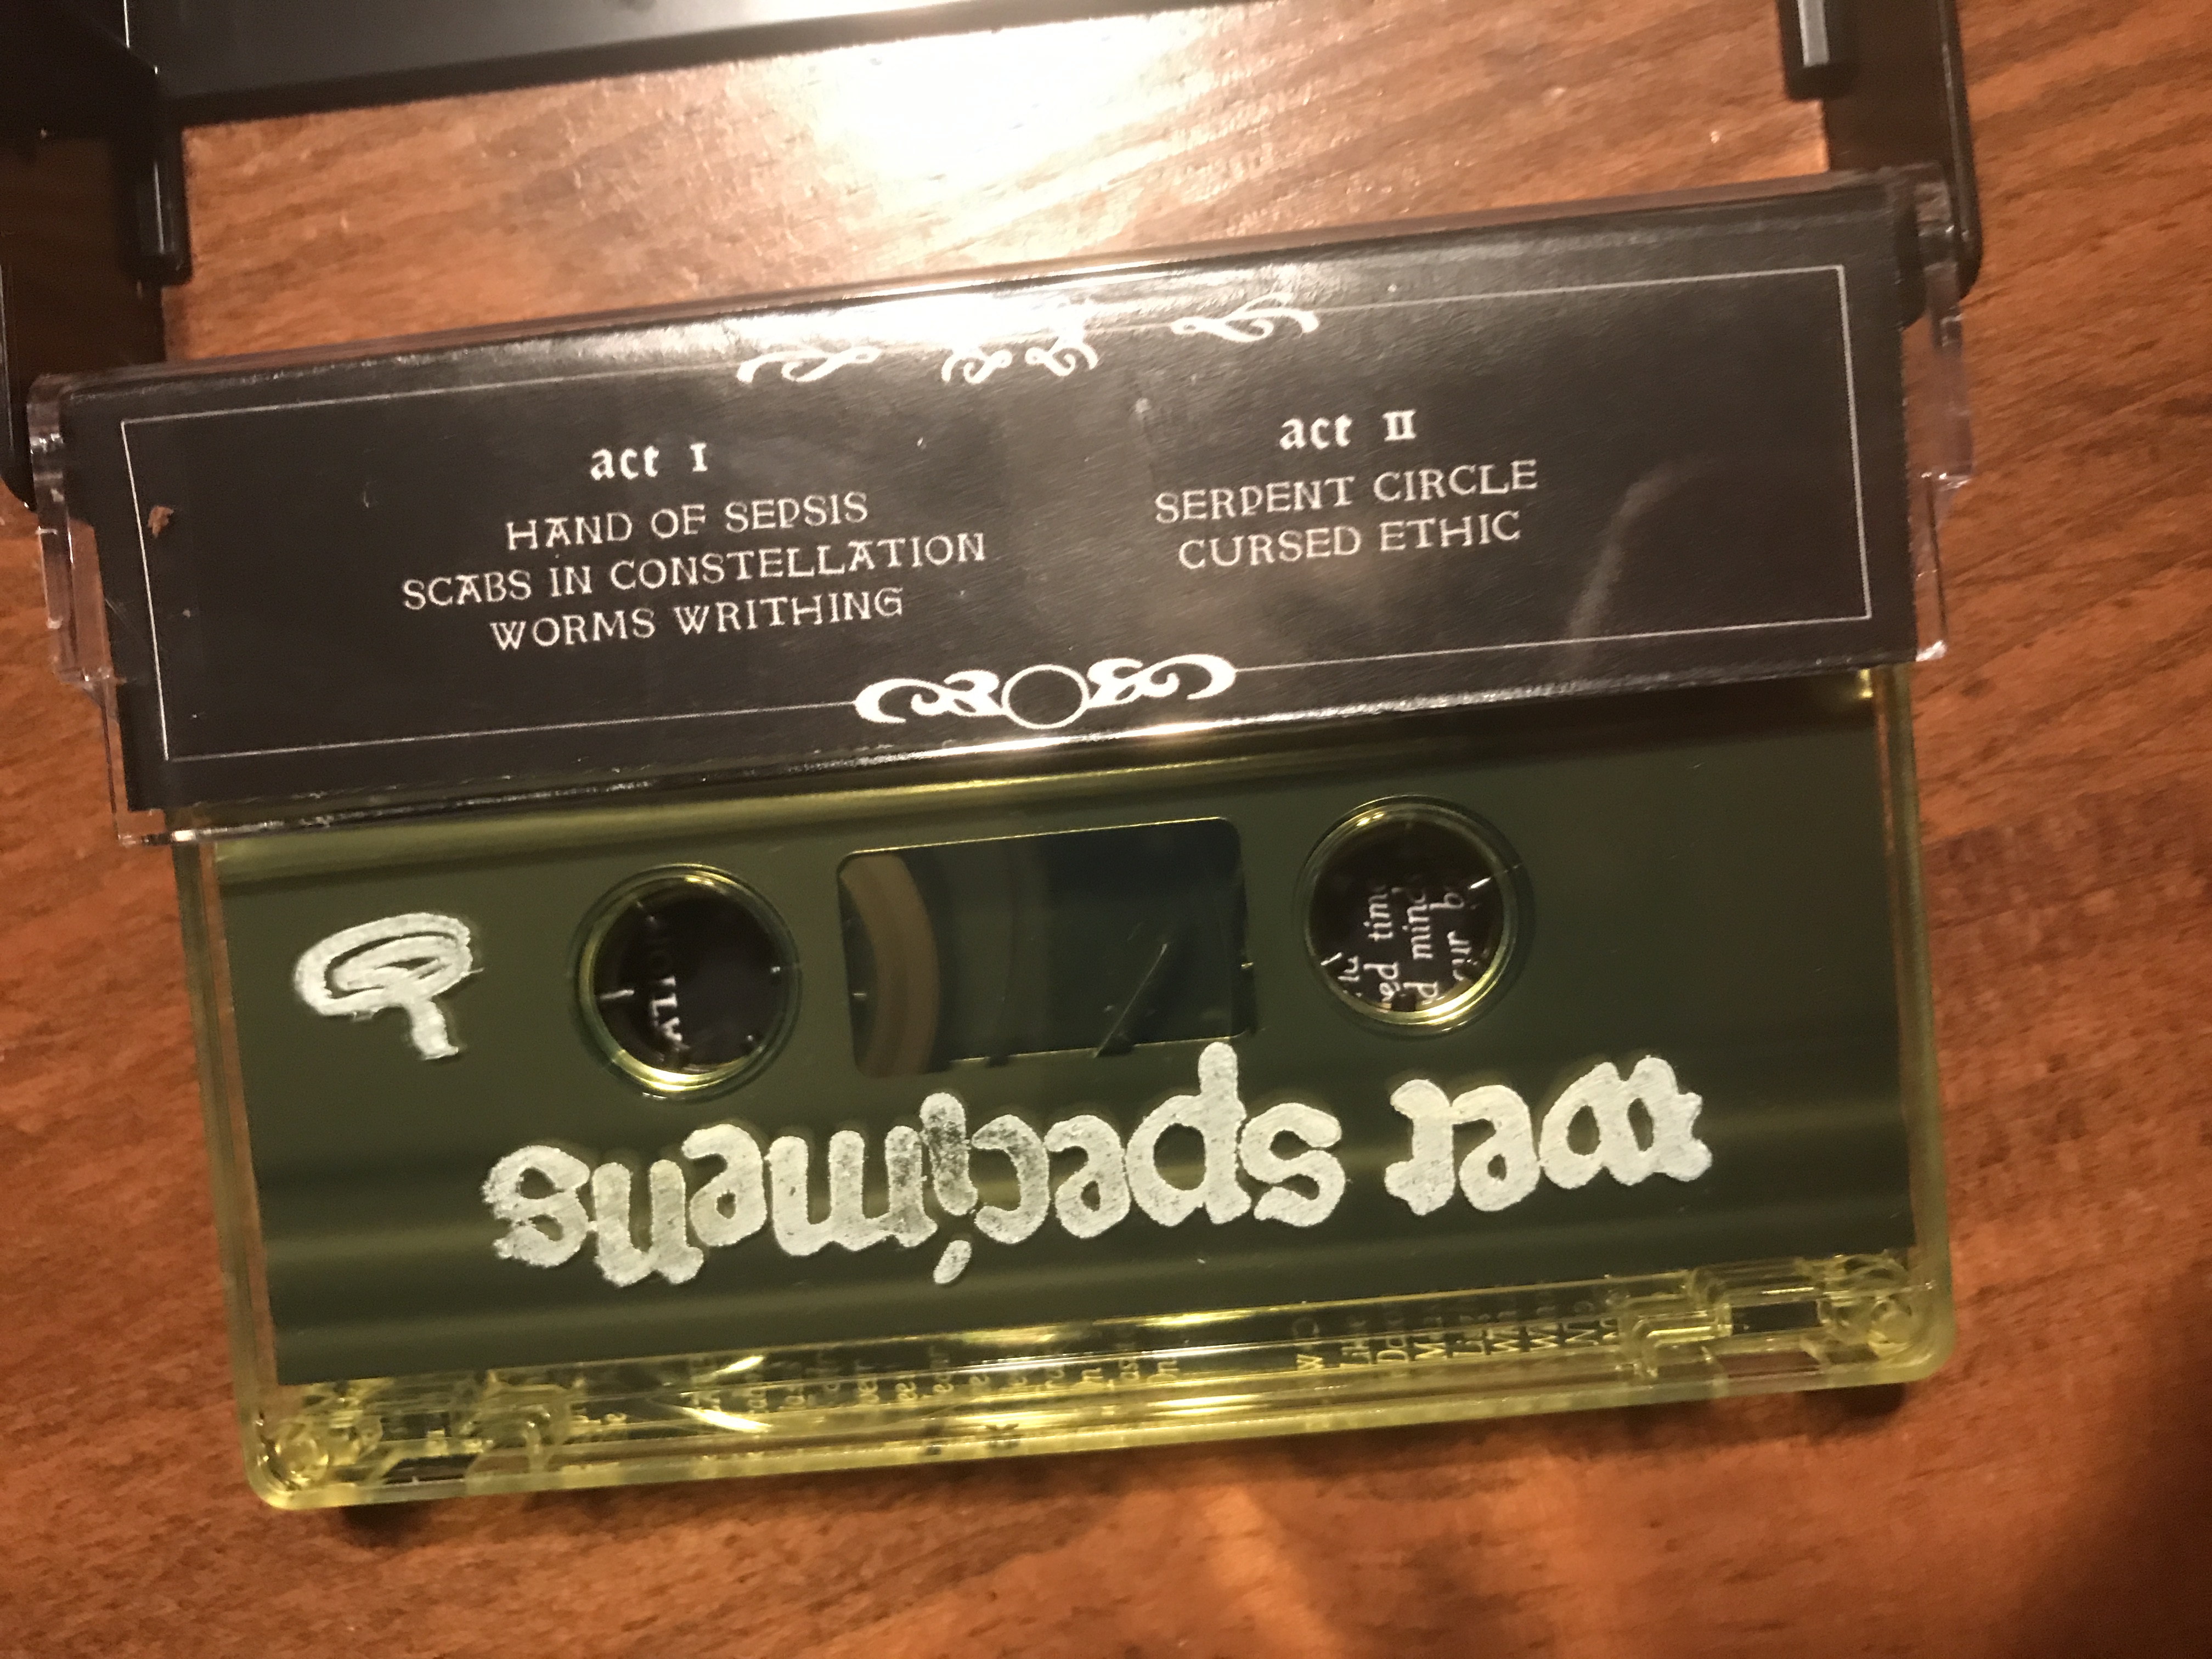 act I
HAND OF SEPSIS
SCABS IN CONSTELLATION
WORMS WRITHING
act II
SERPENT CIRCLE
CURSED ETHIC
wet specimens